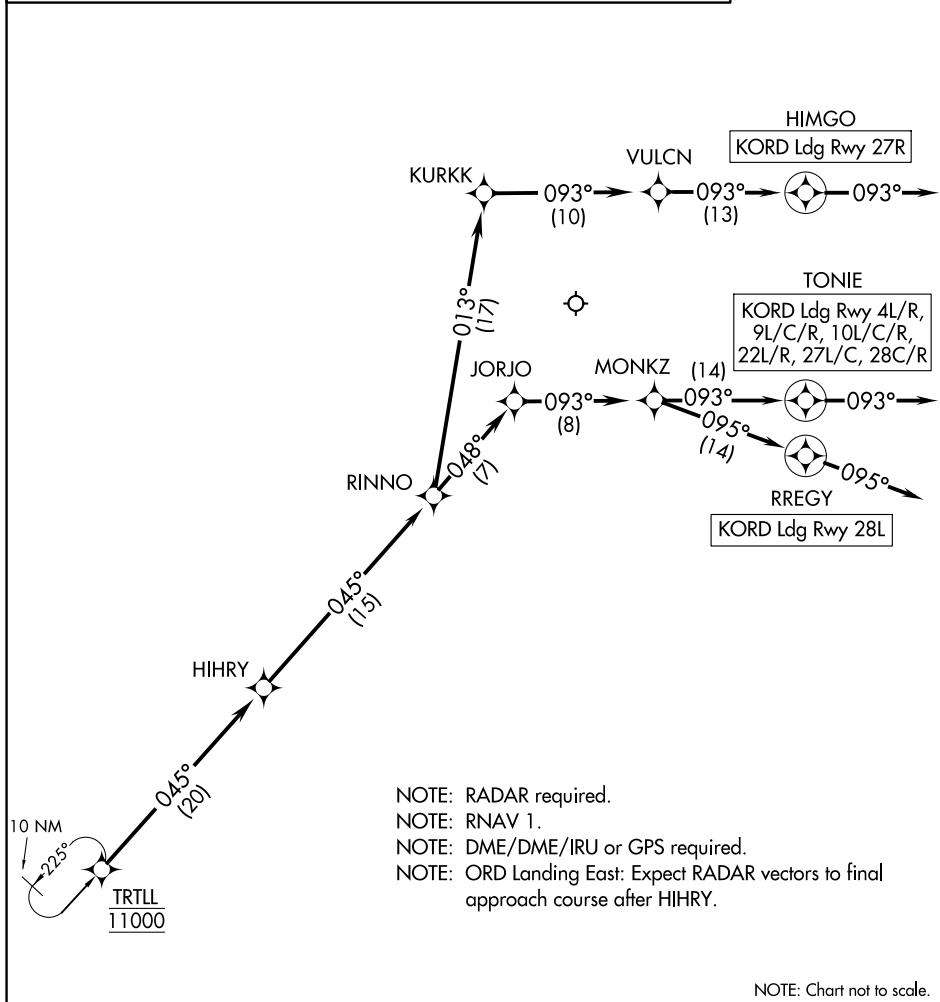 HIMGO
KORD Ldg Rwy 27R
VULCN
KURKK
093°
(10)
093°
(13)
093°
013°
(17)
TONIE
KORD Ldg Rwy 4L/R,
9L/C/R, 10L/C/R,
22L/R, 27L/C, 28C/R
JORJO
MONKZ
(14)
093°
(8)
093°
093°
095°
(14)
095°
048°
(7)
RINNO
RREGY
KORD Ldg Rwy 28L
045°
(15)
HIHRY
045°
(20)
10 NM
225°
TRTLL
11000
NOTE: RADAR required.
NOTE: RNAV 1.
NOTE: DME/DME/IRU or GPS required.
NOTE: ORD Landing East: Expect RADAR vectors to final
approach course after HIHRY.
NOTE: Chart not to scale.